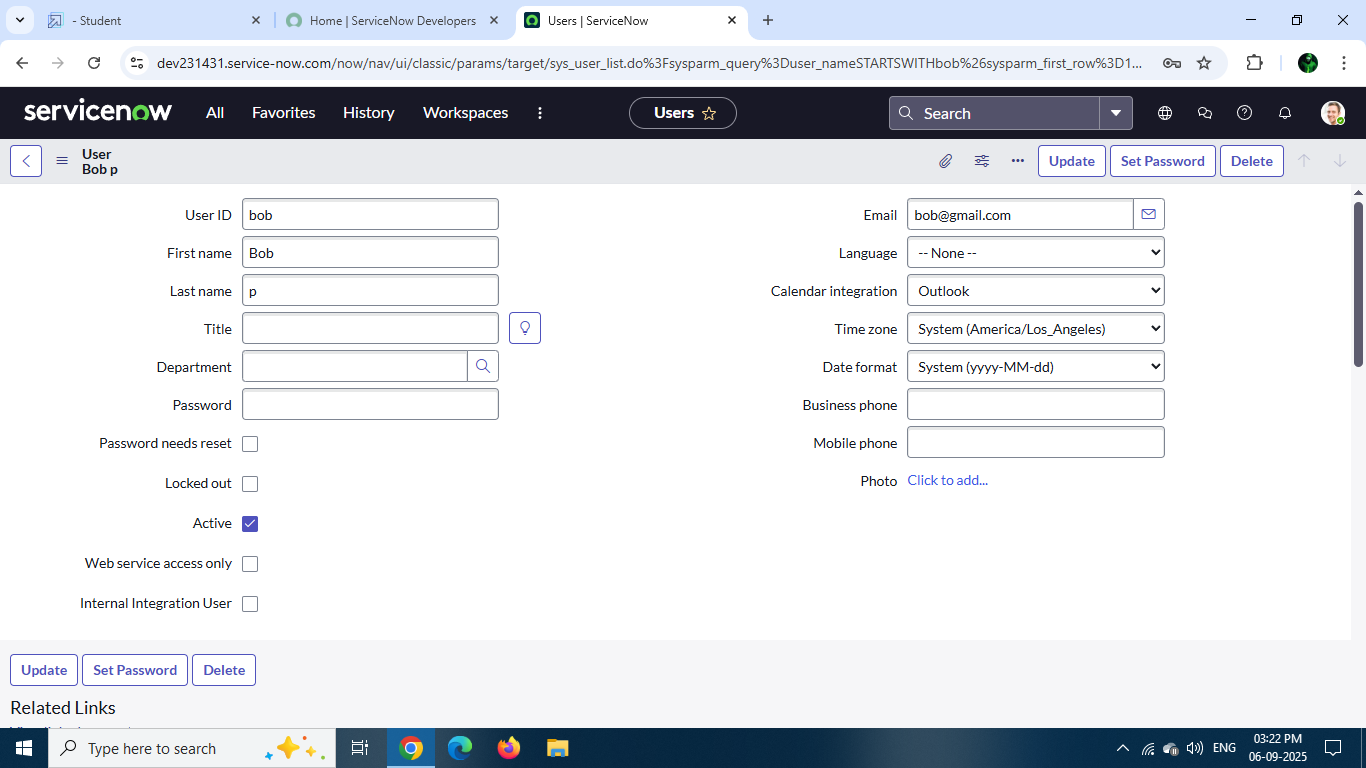 - Student
Home | ServiceNow Developers
Users | ServiceNow
dev231431.service-now.com/now/nav/ui/classic/params/target/sys_user_list.do%3Fsysparm_query%3Duser_nameSTARTSWITHbob%26sysparm_first_row%3D1...
servicenow
All
Favorites
History
Workspaces
Users
Search
User
Bob p
Update
Set Password
Delete
User ID
bob
First name
Bob
Last name
p
Title
Department
Password
Password needs reset
Locked out
Active
Web service access only
Internal Integration User
Email
bob@gmail.com
Language
-- None --
Calendar integration
Outlook
Time zone
System (America/Los_Angeles)
Date format
System (yyyy-MM-dd)
Business phone
Mobile phone
Photo
Click to add...
Update
Set Password
Delete
Related Links
Type here to search
ENG
03:22 PM
06-09-2025